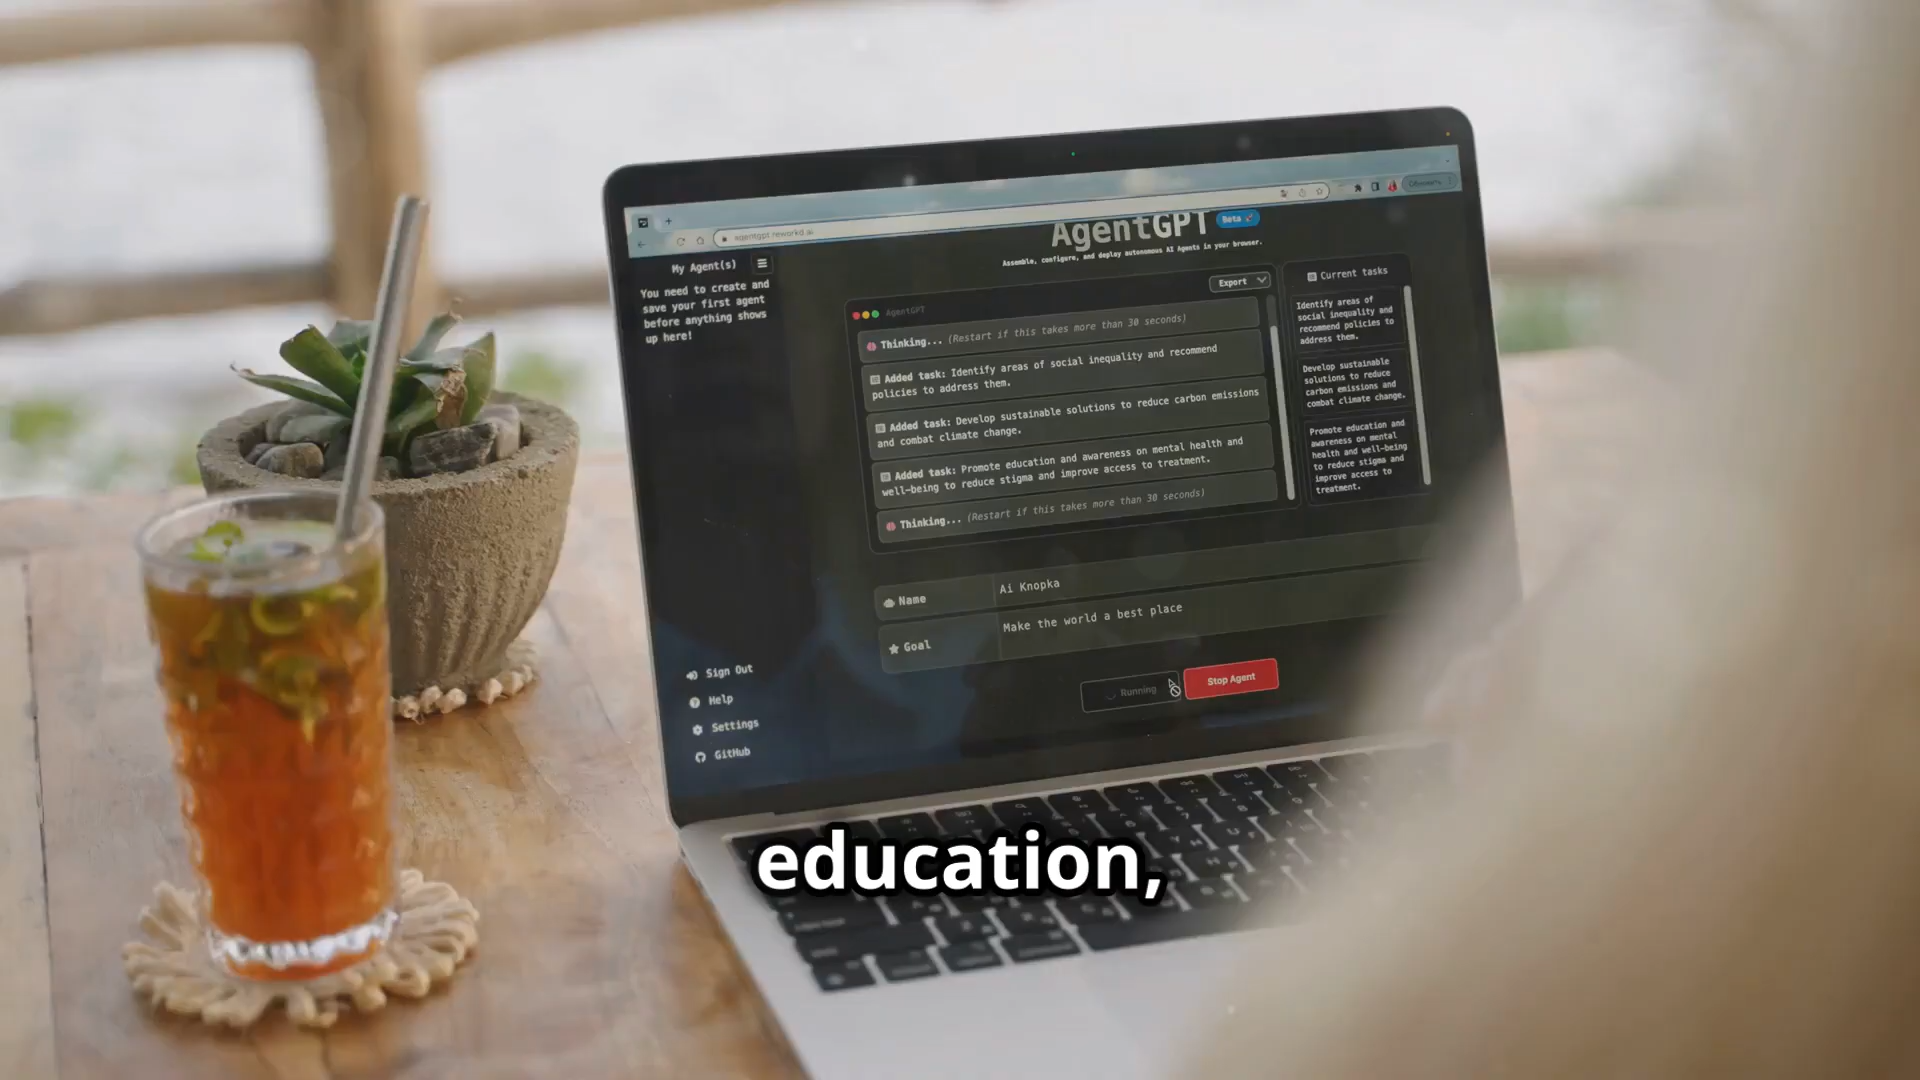 agentgpt.reworkd.ai
AgentGPT Beta
Assemble, configure, and deploy autonomous AI Agents in your browser.
My Agent(s)
You need to create and
save your first agent
before anything shows
up here!
Export
AgentGPT
Thinking... (Restart if this takes more than 30 seconds)
Added task: Identify areas of social inequality and recommend
policies to address them.
Added task: Develop sustainable solutions to reduce carbon emissions
and combat climate change.
Added task: Promote education and awareness on mental health and
well-being to reduce stigma and improve access to treatment.
Thinking... (Restart if this takes more than 30 seconds)
Current tasks
Identify areas of
social inequality and
recommend policies to
address them.
Develop sustainable
solutions to reduce
carbon emissions and
combat climate change.
Promote education and
awareness on mental
health and well-being
to reduce stigma and
improve access to
treatment.
Name Ai Knopka
Goal Make the world a best place
Running Stop Agent
Sign Out
Help
Settings
GitHub
education,